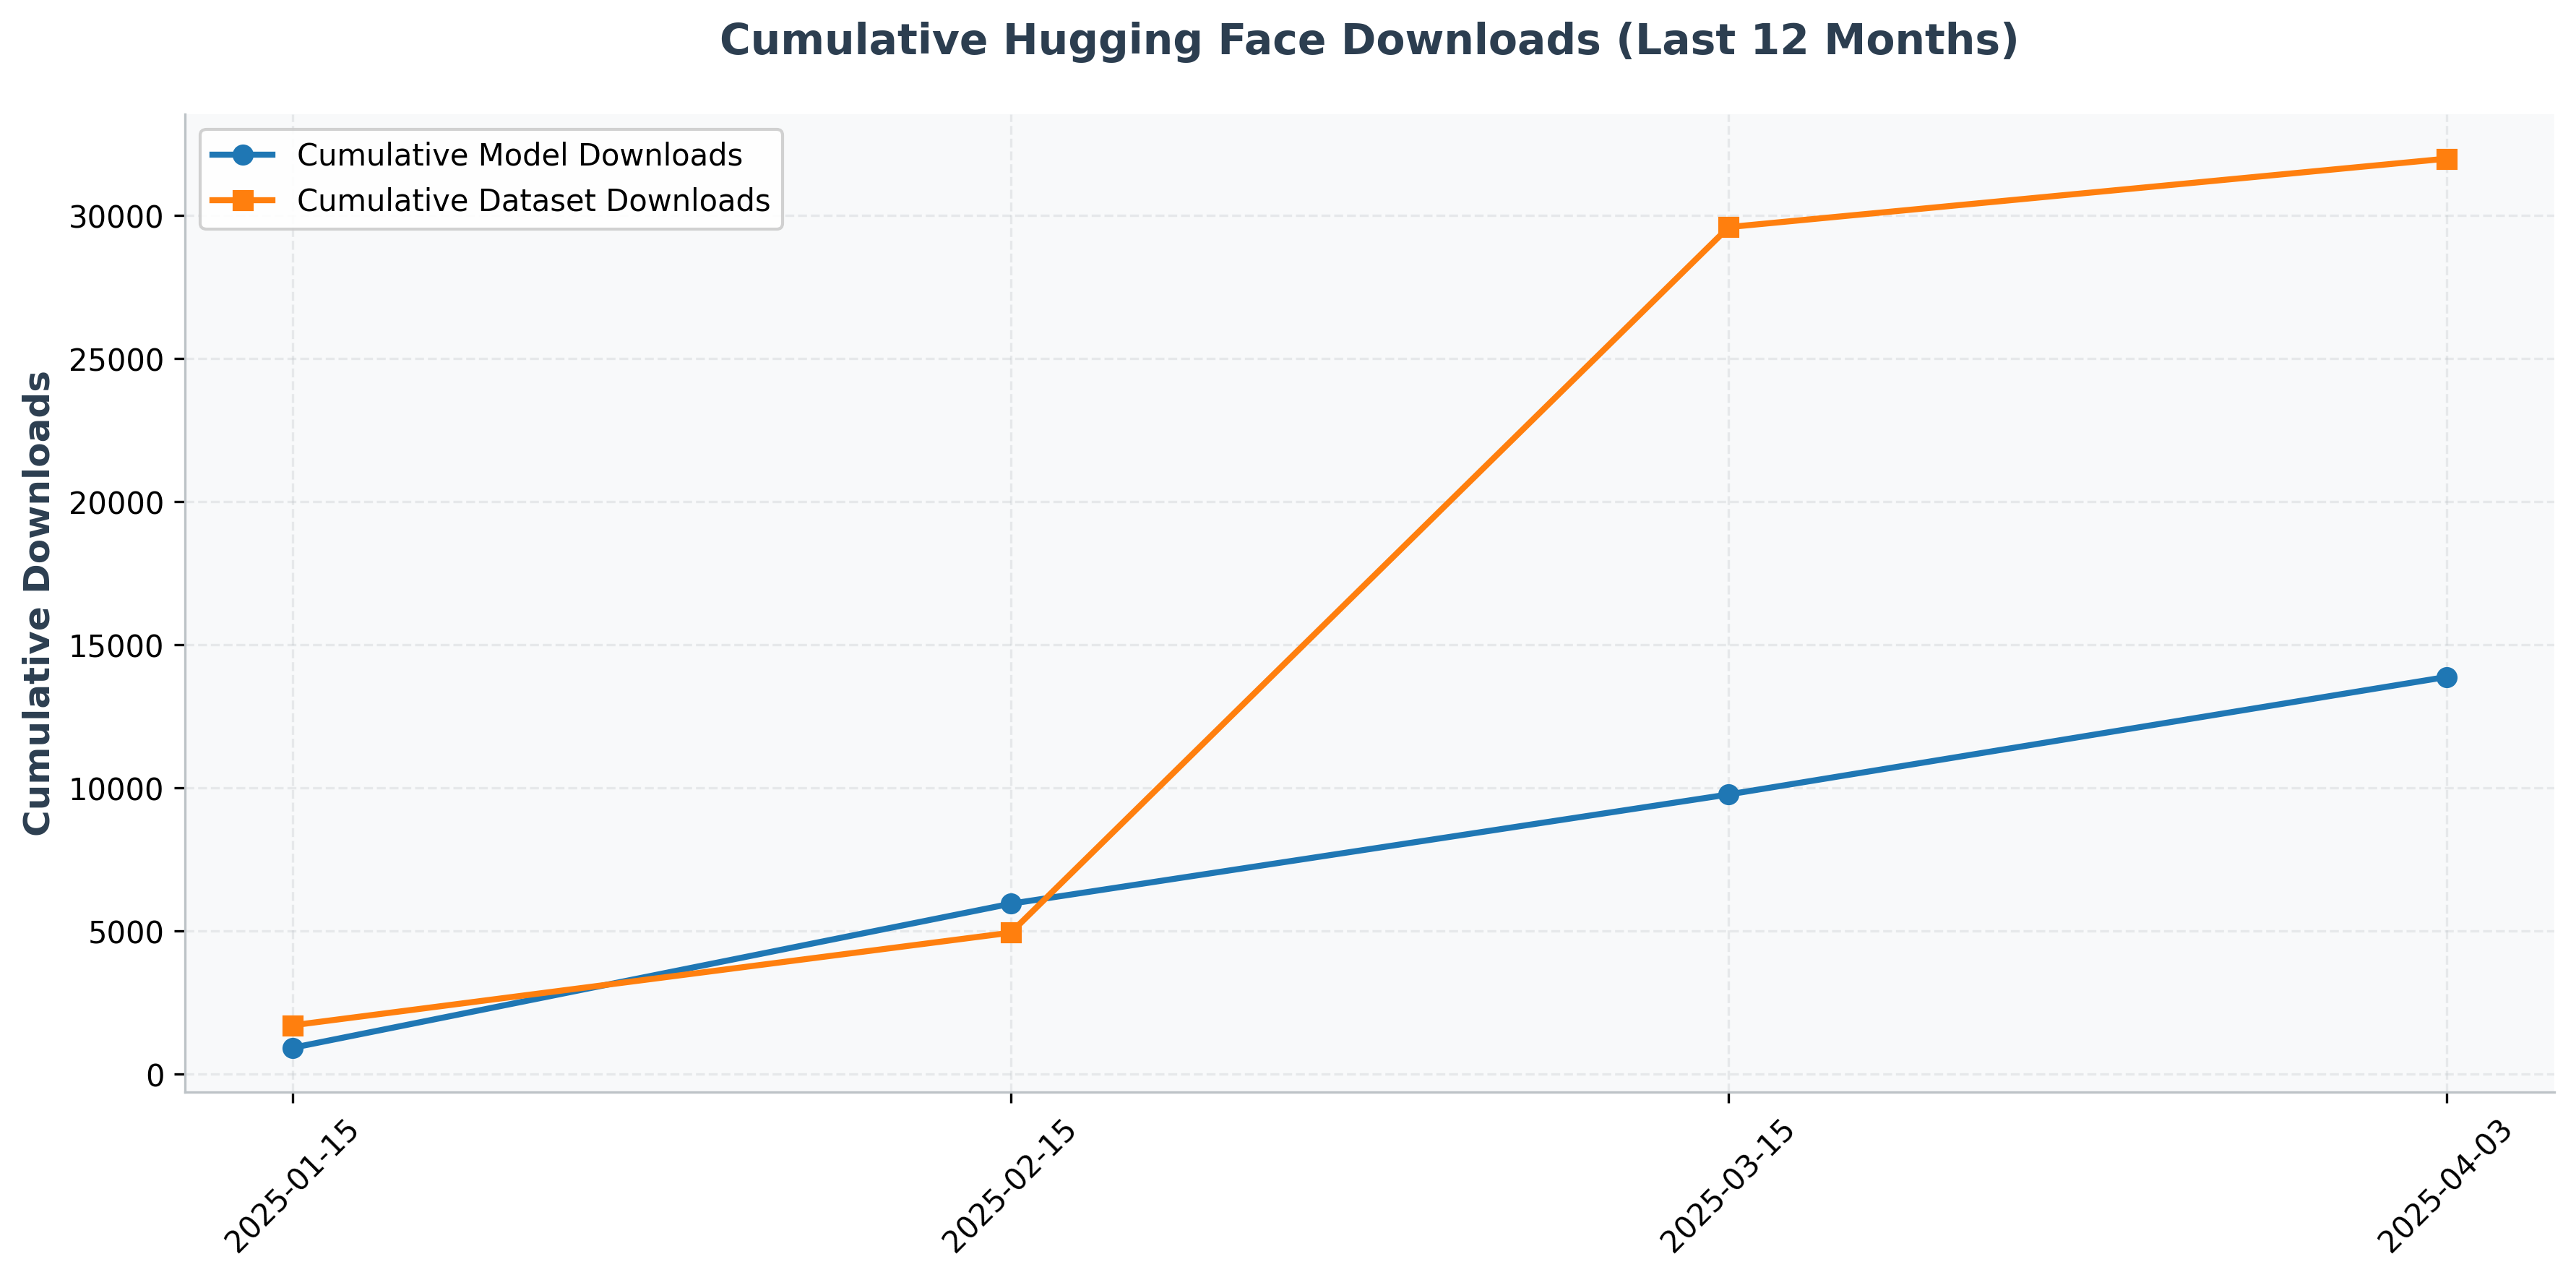 Cumulative Hugging Face Downloads (Last 12 Months)
Cumulative Model Downloads
Cumulative Dataset Downloads
Cumulative Downloads
30000
25000
20000
15000
10000
5000
0
2025-01-15
2025-02-15
2025-03-15
2025-04-03